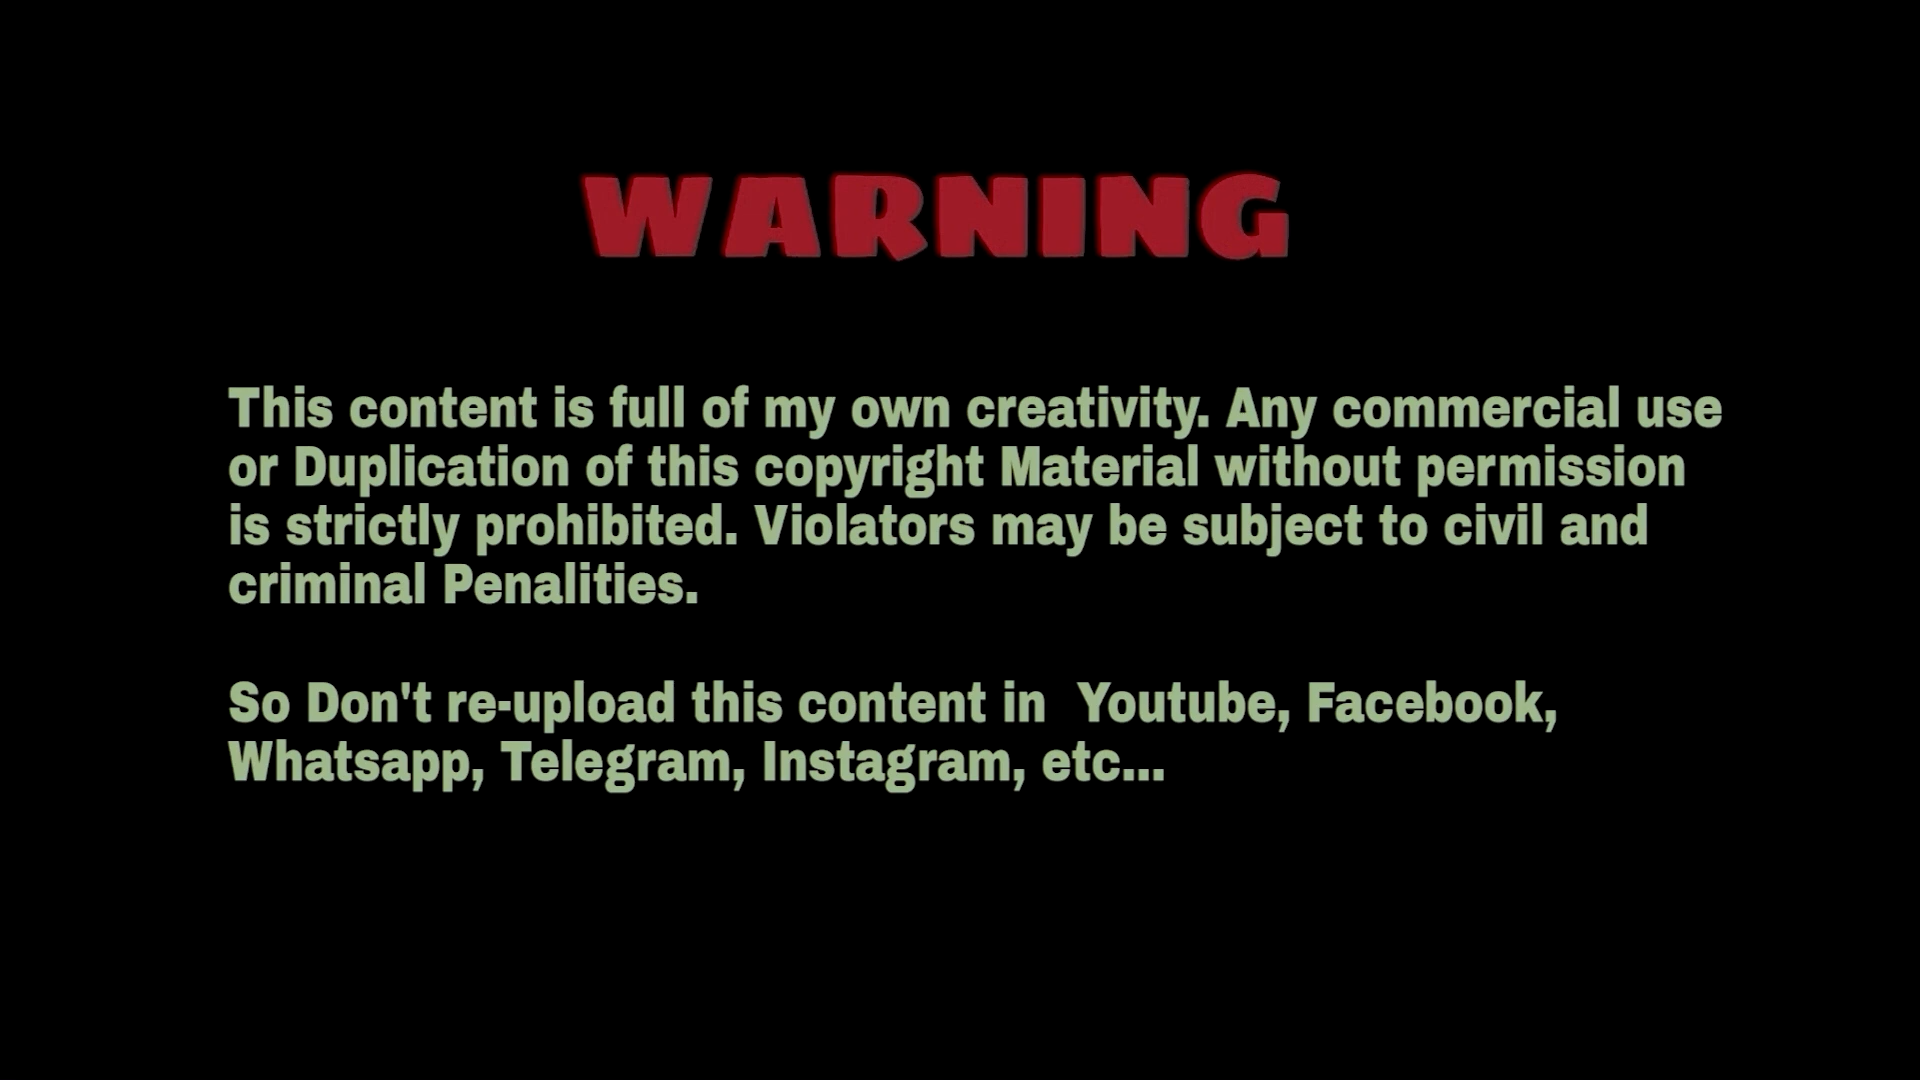 WARNING
This content is full of my own creativity. Any commercial use
or Duplication of this copyright Material without permission
is strictly prohibited. Violators may be subject to civil and
criminal Penalities.
So Don't re-upload this content in  Youtube, Facebook,
Whatsapp, Telegram, Instagram, etc...